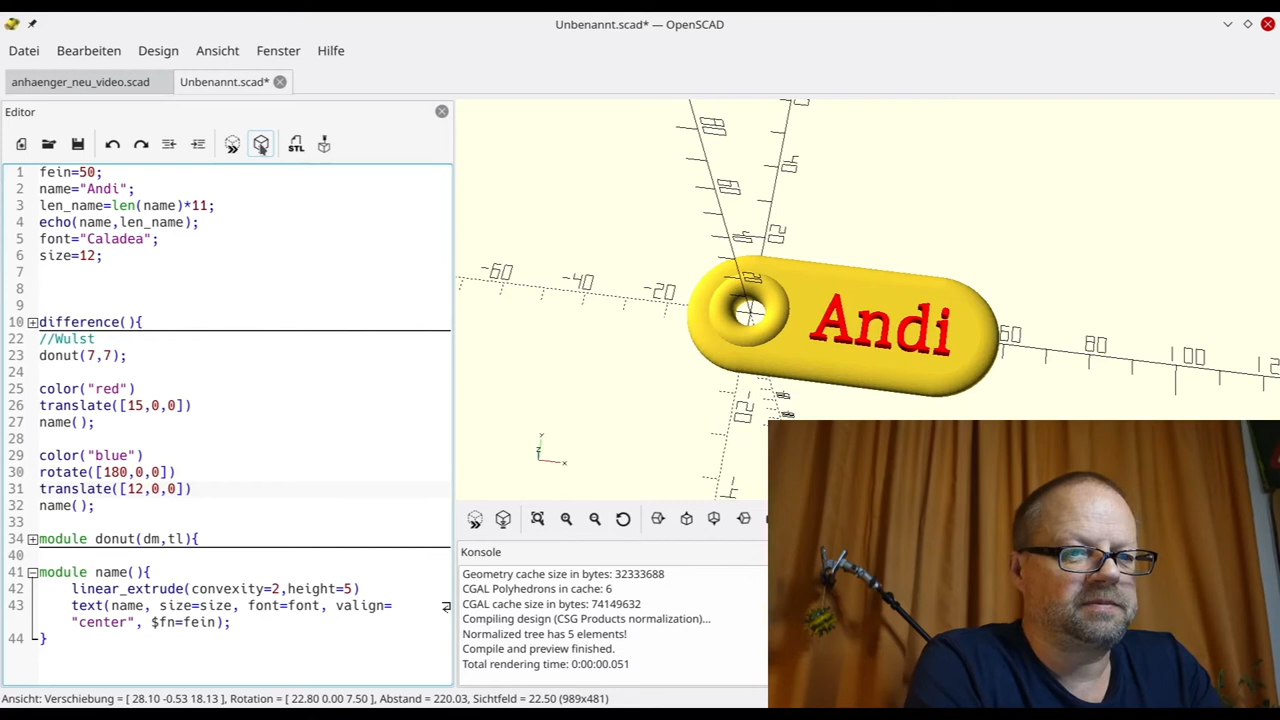 Unbenannt.scad* — OpenSCAD
Datei Bearbeiten Design Ansicht Fenster Hilfe
anhaenger_neu_video.scad Unbenannt.scad*
Editor
STL
1 fein=50;
2 name="Andi";
3 len_name=len(name)*11;
4 echo(name,len_name);
5 font="Caladea";
6 size=12;
7
8
9
10 difference(){
22 //Wulst
23 donut(7,7);
24
25 color("red")
26 translate([15,0,0])
27 name();
28
29 color("blue")
30 rotate([180,0,0])
31 translate([12,0,0])
32 name();
33
34 module donut(dm,tl){
40
41 module name(){
42 linear_extrude(convexity=2,height=5)
43 text(name, size=size, font=font, valign=
"center", $fn=fein);
44 }
80
60
40
20
-60 -40 -20
Andi
60 80 100
-20
x
Konsole
Geometry cache size in bytes: 32333688
CGAL Polyhedrons in cache: 6
CGAL cache size in bytes: 74149632
Compiling design (CSG Products normalization)...
Normalized tree has 5 elements!
Compile and preview finished.
Total rendering time: 0:00:00.051
Ansicht: Verschiebung = [ 28.10 -0.53 18.13 ], Rotation = [ 22.80 0.00 7.50 ], Abstand = 220.03, Sichtfeld = 22.50 (989x481)